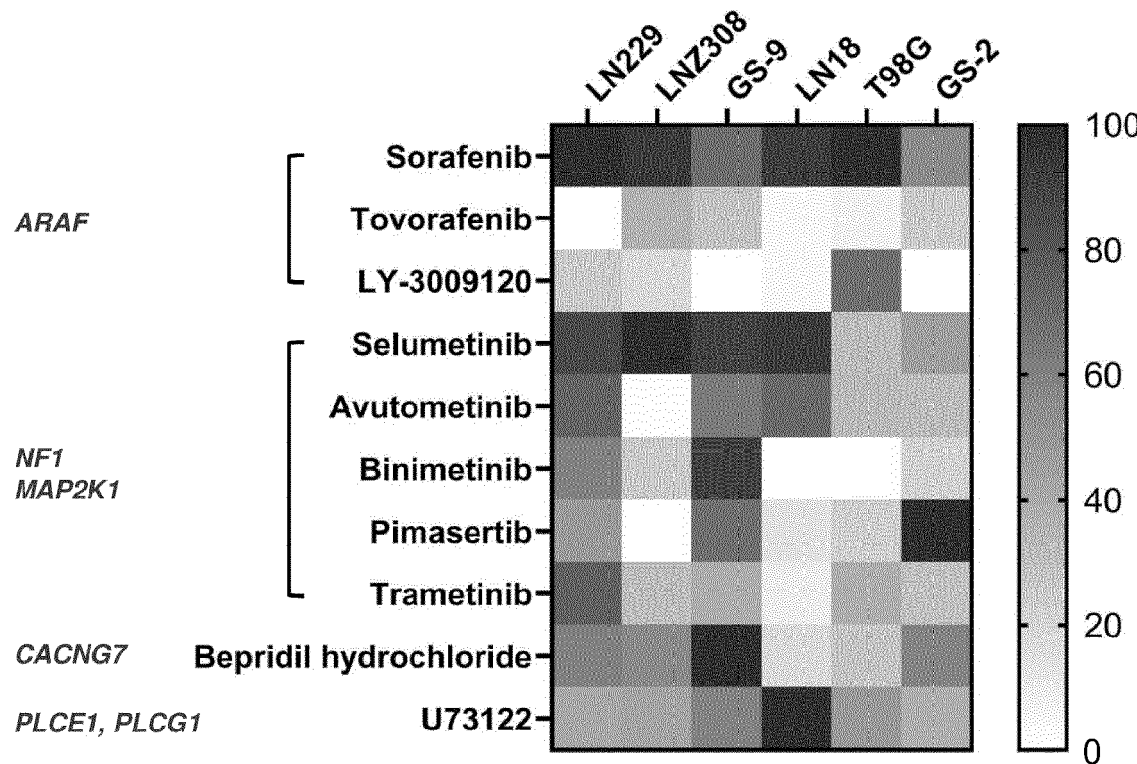 LN229 LNZ308 GS-9 LN18 T98G GS-2
Sorafenib
Tovorafenib
LY-3009120
ARAF
Selumetinib
Avutometinib
Binimetinib
Pimasertib
Trametinib
NF1
MAP2K1
CACNG7 Bepridil hydrochloride
PLCE1, PLCG1 U73122
100
80
60
40
20
0